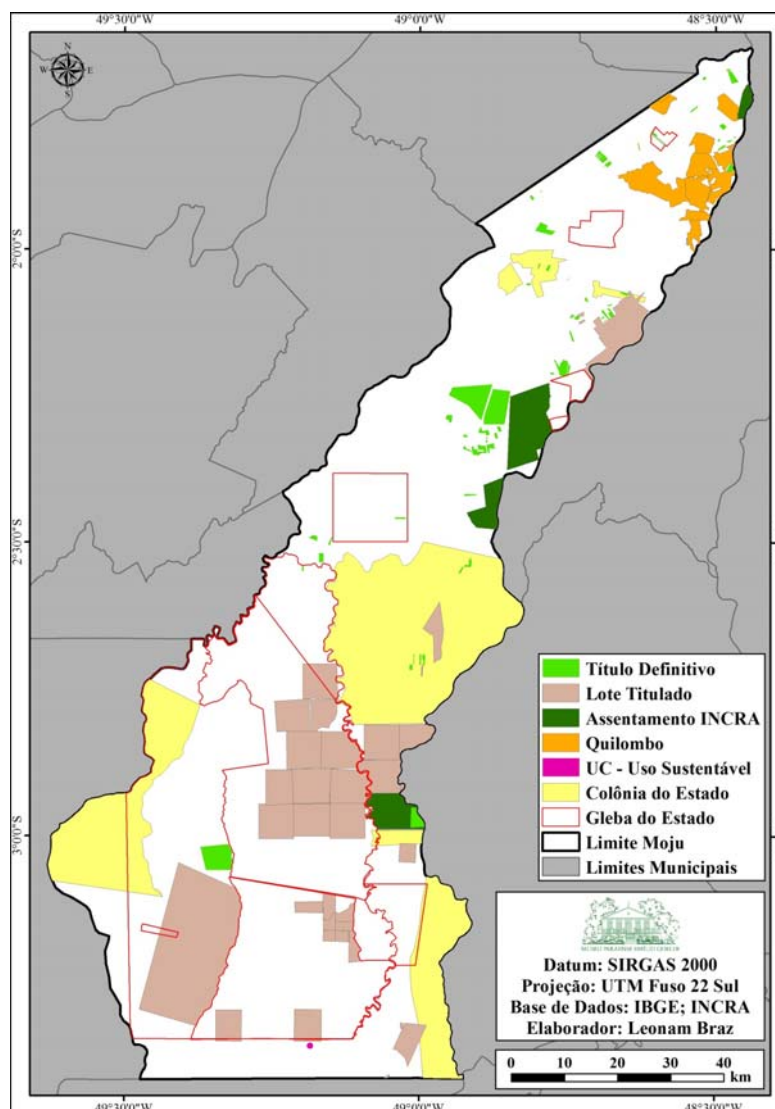 49°30'0"W 49°0'0"W 48°30'0"W
N
W E
S
2°0'0"S
2°30'0"S
3°0'0"S
Título Definitivo
Lote Titulado
Assentamento INCRA
Quilombo
UC - Uso Sustentável
Colônia do Estado
Gleba do Estado
Limite Moju
Limites Municipais
Datum: SIRGAS 2000
Projeção: UTM Fuso 22 Sul
Base de Dados: IBGE; INCRA
Elaborador: Leonam Braz
0 10 20 30 40
km
49°30'0"W 49°0'0"W 48°30'0"W